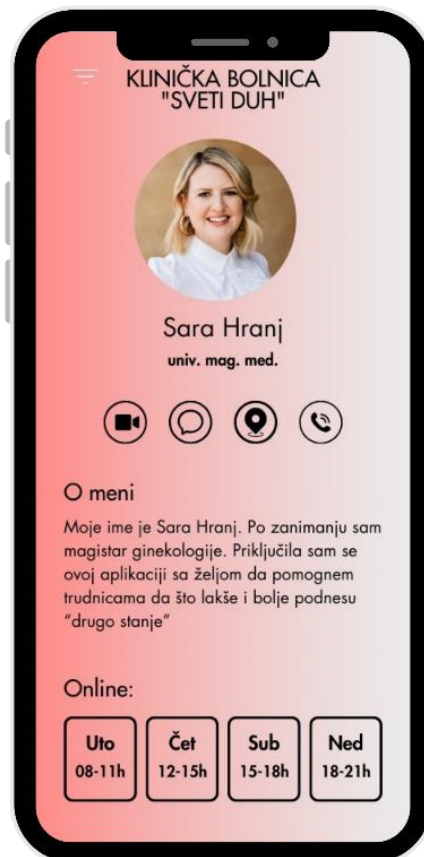 KLINIČKA BOLNICA
"SVETI DUH"
Sara Hranj
univ. mag. med.
O meni
Moje ime je Sara Hranj. Po zanimanju sam
magistar ginekologije. Priključila sam se
ovoj aplikaciji sa željom da pomognem
trudnicama da što lakše i bolje podnesu
“drugo stanje”
Online:
Uto Čet Sub Ned
08-11h 12-15h 15-18h 18-21h